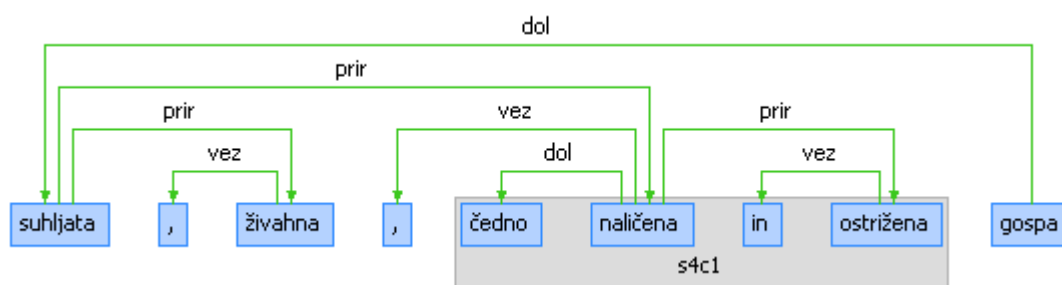 dol
prir
prir vez prir
vez dol vez
suhljata , živahna , čedno naličena in ostrižena gospa
s4c1